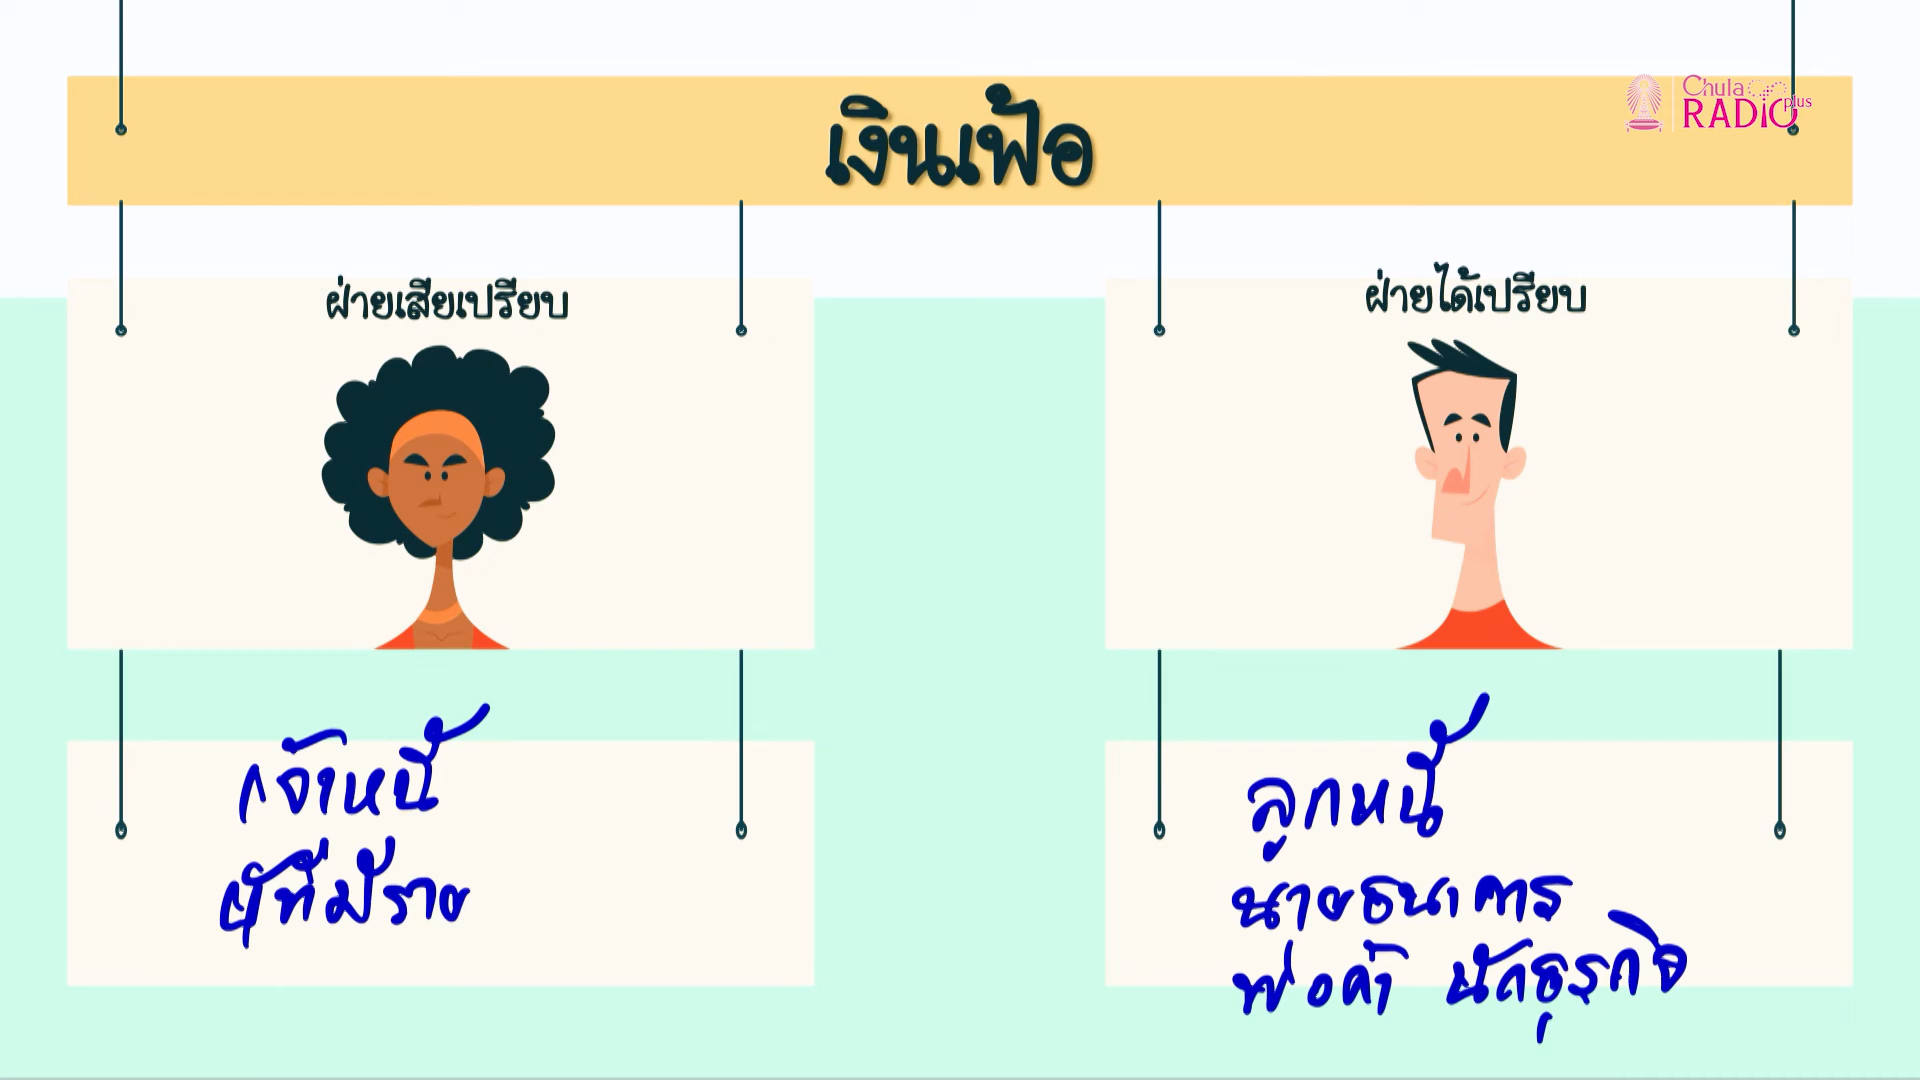 Chula
RADIO plus
เงินเฟ้อ
ฝ่ายเสียเปรียบ
เจ้าหนี้
ผู้ที่มีราย
ฝ่ายได้เปรียบ
ลูกหนี้
นายธนาคาร
พ่อค้า นักธุรกิจ